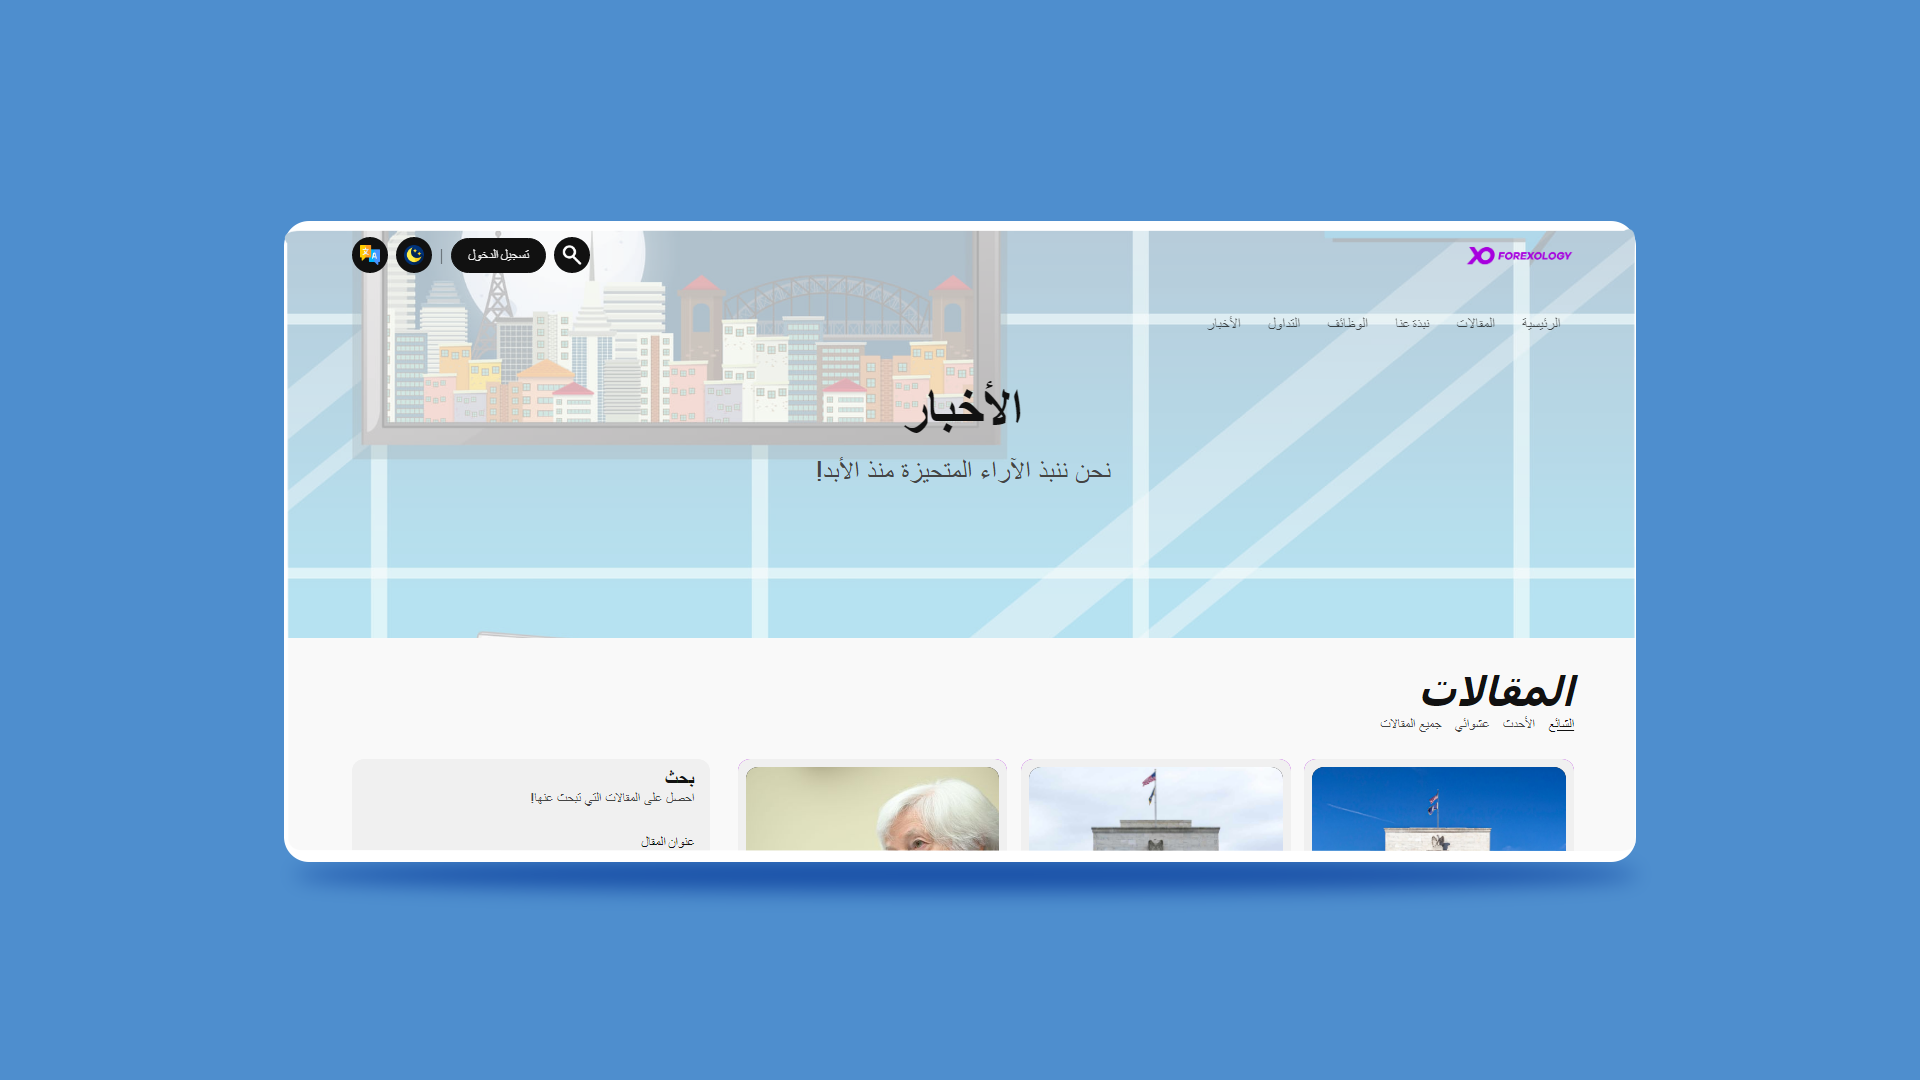 FOREXOLOGY
تسجيل الدخول
الرئيسية المقالات نبذة عنا الوظائف التداول الأخبار
الأخبار
نحن ننبذ الآراء المتحيزة منذ الأبد!
المقالات
الشائع الأحدث عشوائي جميع المقالات
بحث
احصل على المقالات التي تبحث عنها!
عنوان المقال